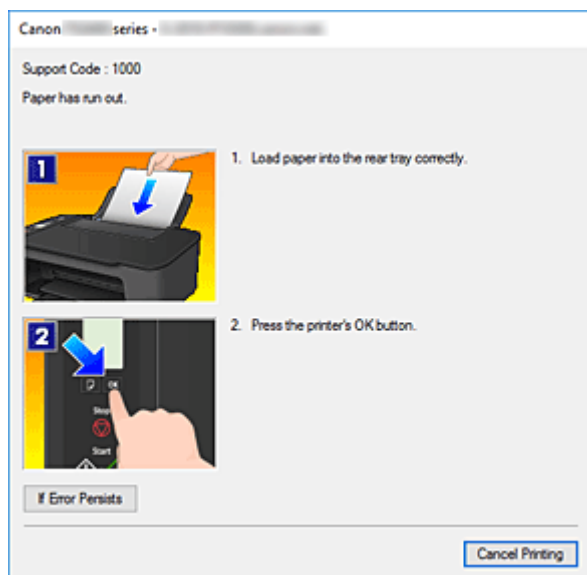 Canon series -
Support Code : 1000
Paper has run out.
1
1. Load paper into the rear tray correctly.
2
2. Press the printer's OK button.
OK
Stop
Start
If Error Persists
Cancel Printing